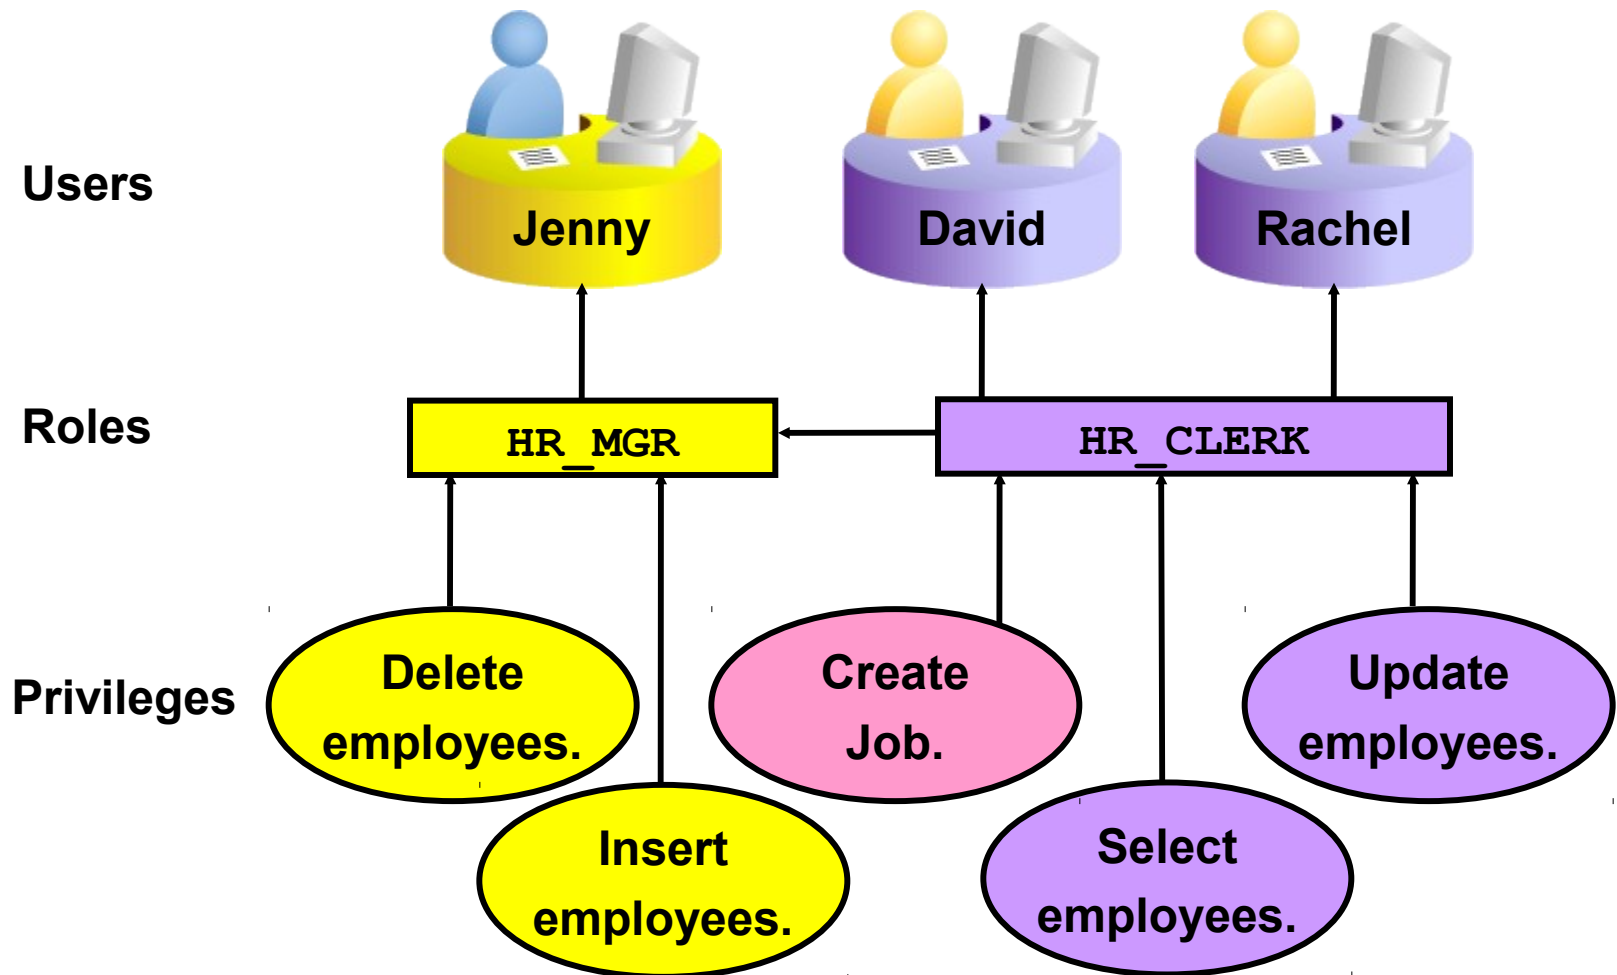 Users
Jenny
David
Rachel
Roles
HR_MGR
HR_CLERK
Privileges
Delete
employees.
Create
Job.
Update
employees.
Insert
employees.
Select
employees.